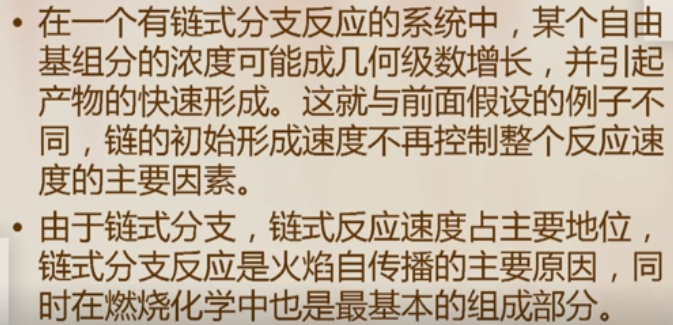 • 在一个有链式分支反应的系统中，某个自由
基组分的浓度可能成几何级数增长，并引起
产物的快速形成。这就与前面假设的例子不
同，链的初始形成速度不再控制整个反应速
度的主要因素。
• 由于链式分支，链式反应速度占主要地位，
链式分支反应是火焰自传播的主要原因，同
时在燃烧化学中也是最基本的组成部分。